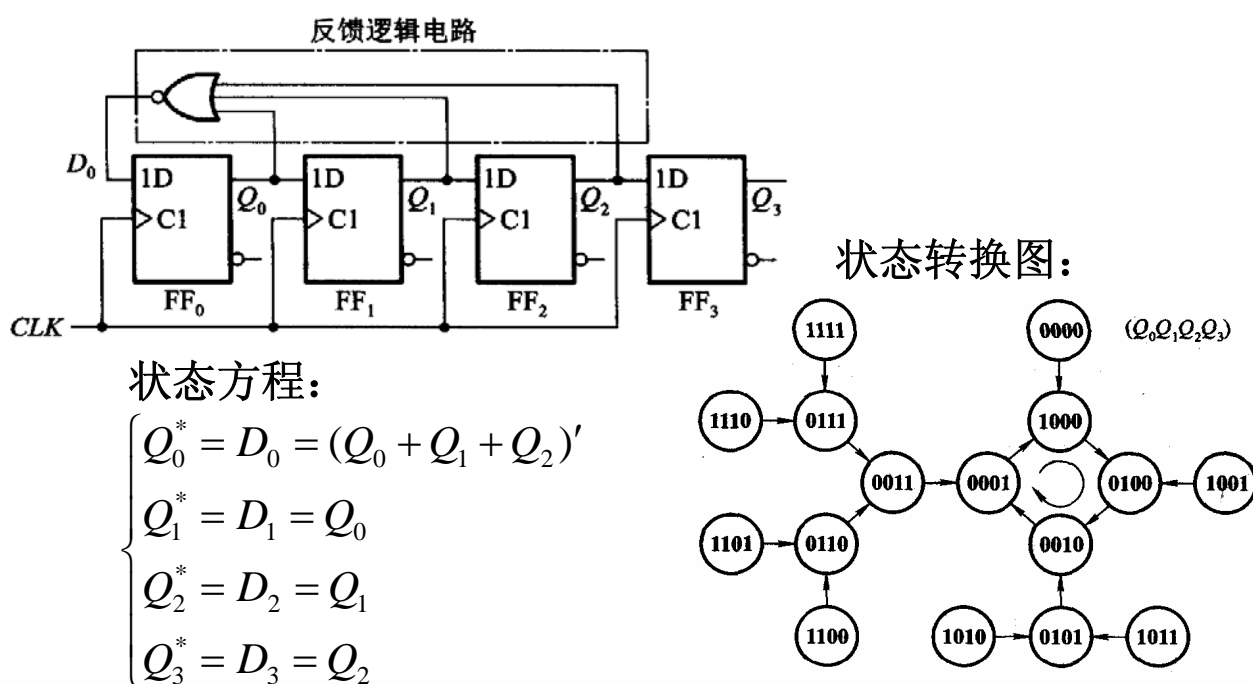 反馈逻辑电路
D₀
1D
C1
Q₀
1D
C1
Q₁
1D
C1
Q₂
1D
C1
Q₃
FF₀
FF₁
FF₂
FF₃
CLK
状态转换图：
(Q₀Q₁Q₂Q₃)
1111
0000
1110
0111
1000
0011
0001
0100
1001
1101
0110
0010
1100
1010
0101
1011
状态方程：
Q₀* = D₀ = (Q₀ + Q₁ + Q₂)′
Q₁* = D₁ = Q₀
Q₂* = D₂ = Q₁
Q₃* = D₃ = Q₂